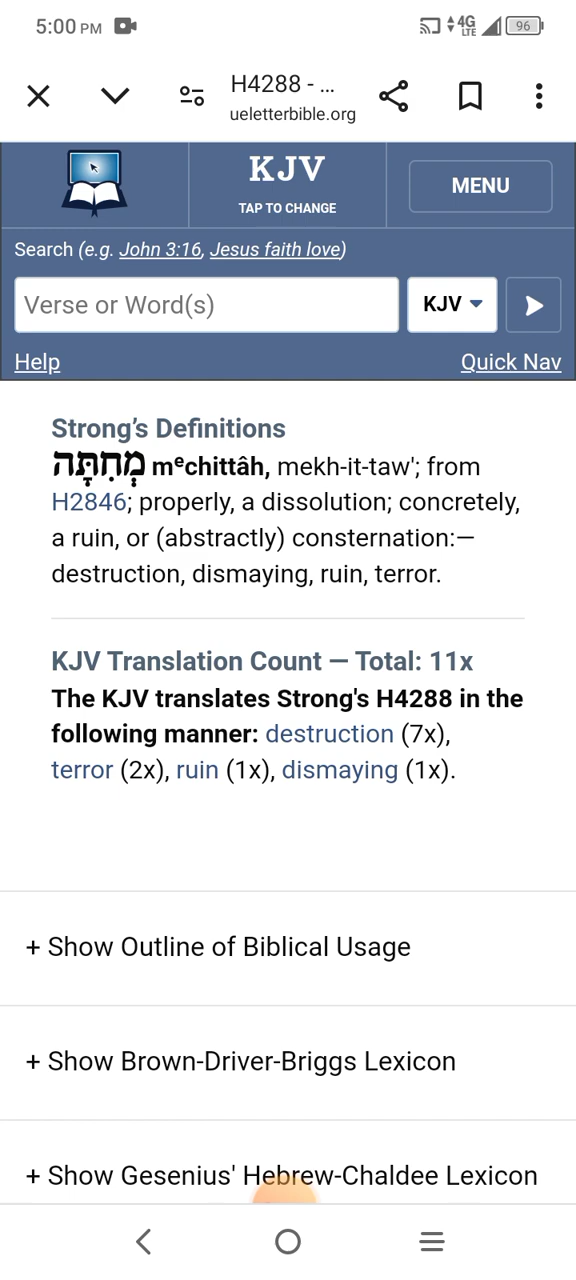 5:00 PM
4G
LTE
96
H4288 - ...
ueletterbible.org
KJV
TAP TO CHANGE
MENU
Search (e.g. John 3:16, Jesus faith love)
Verse or Word(s)
KJV
Help
Quick Nav
Strong’s Definitions
מְחִתָּה mᵉchittâh, mekh-it-taw'; from
H2846; properly, a dissolution; concretely,
a ruin, or (abstractly) consternation:—
destruction, dismaying, ruin, terror.
KJV Translation Count — Total: 11x
The KJV translates Strong's H4288 in the
following manner: destruction (7x),
terror (2x), ruin (1x), dismaying (1x).
+ Show Outline of Biblical Usage
+ Show Brown-Driver-Briggs Lexicon
+ Show Gesenius' Hebrew-Chaldee Lexicon